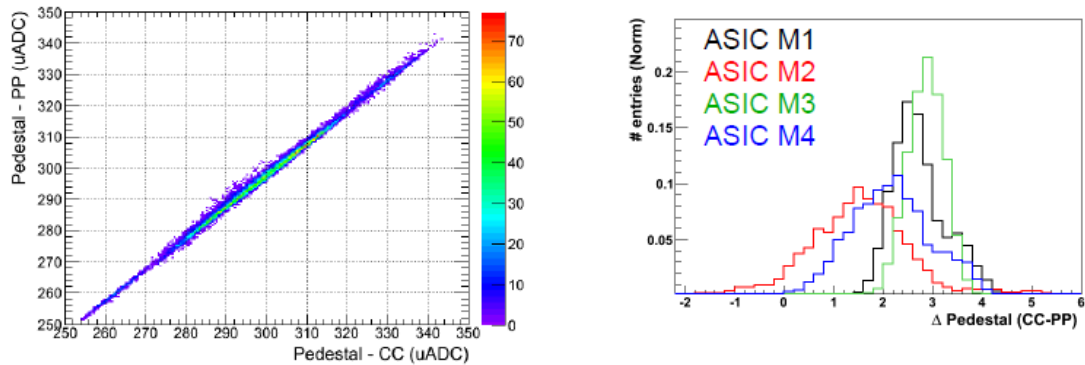 Pedestal - PP (uADC)
350
340
330
320
310
300
290
280
270
260
250
250 260 270 280 290 300 310 320 330 340 350
Pedestal - CC (uADC)
70
60
50
40
30
20
10
0
# entries (Norm)
0.2
0.15
0.1
0.05
ASIC M1
ASIC M2
ASIC M3
ASIC M4
-2 -1 0 1 2 3 4 5 6
Δ Pedestal (CC-PP)